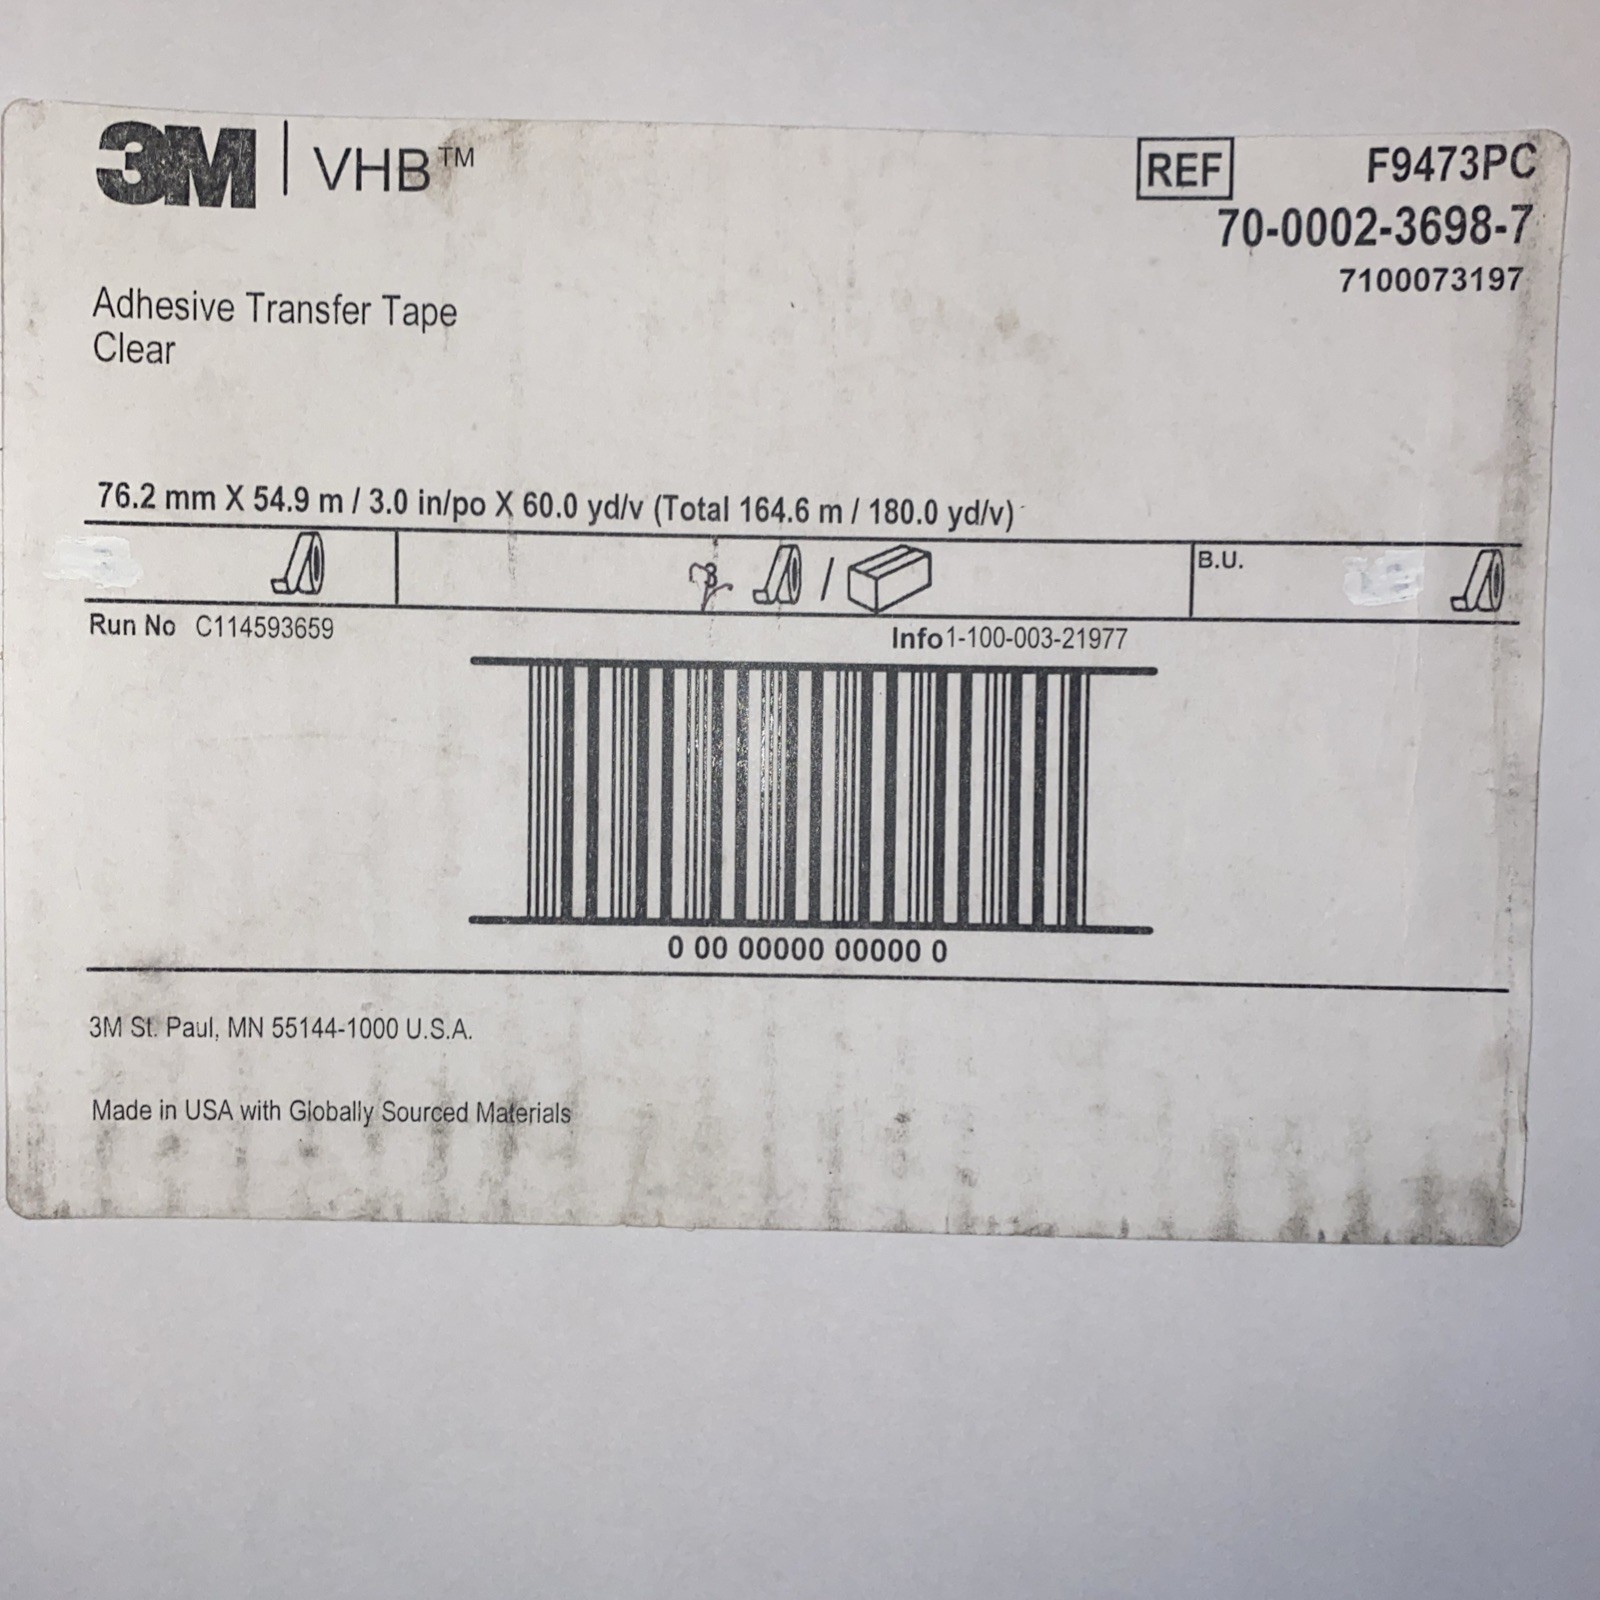 3M | VHB™
REF F9473PC
70-0002-3698-7
7100073197
Adhesive Transfer Tape
Clear
76.2 mm X 54.9 m / 3.0 in/po X 60.0 yd/v (Total 164.6 m / 180.0 yd/v)
/
B.U.
Run No C114593659
Info 1-100-003-21977
0 00 00000 00000 0
3M St. Paul, MN 55144-1000 U.S.A.
Made in USA with Globally Sourced Materials